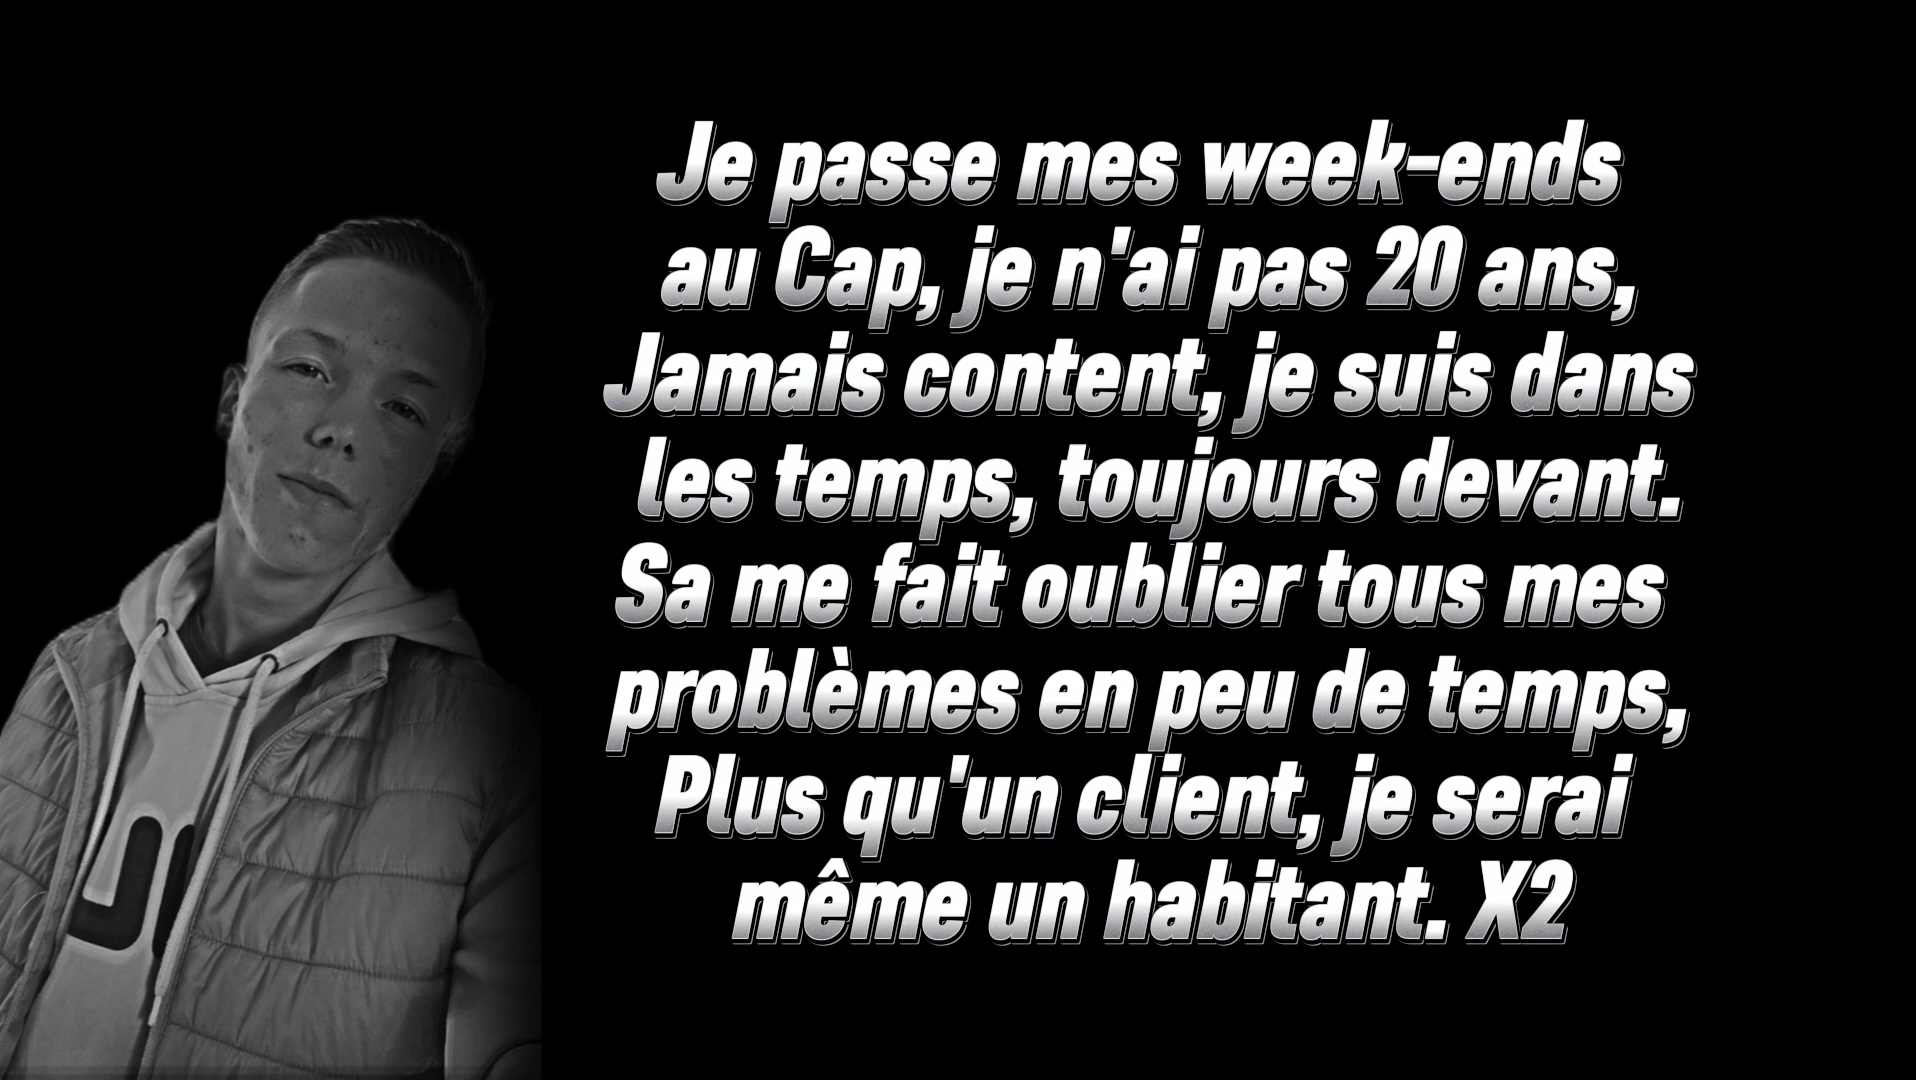 Je passe mes week-ends
au Cap, je n'ai pas 20 ans,
Jamais content, je suis dans
les temps, toujours devant.
Sa me fait oublier tous mes
problèmes en peu de temps,
Plus qu'un client, je serai
même un habitant. X2